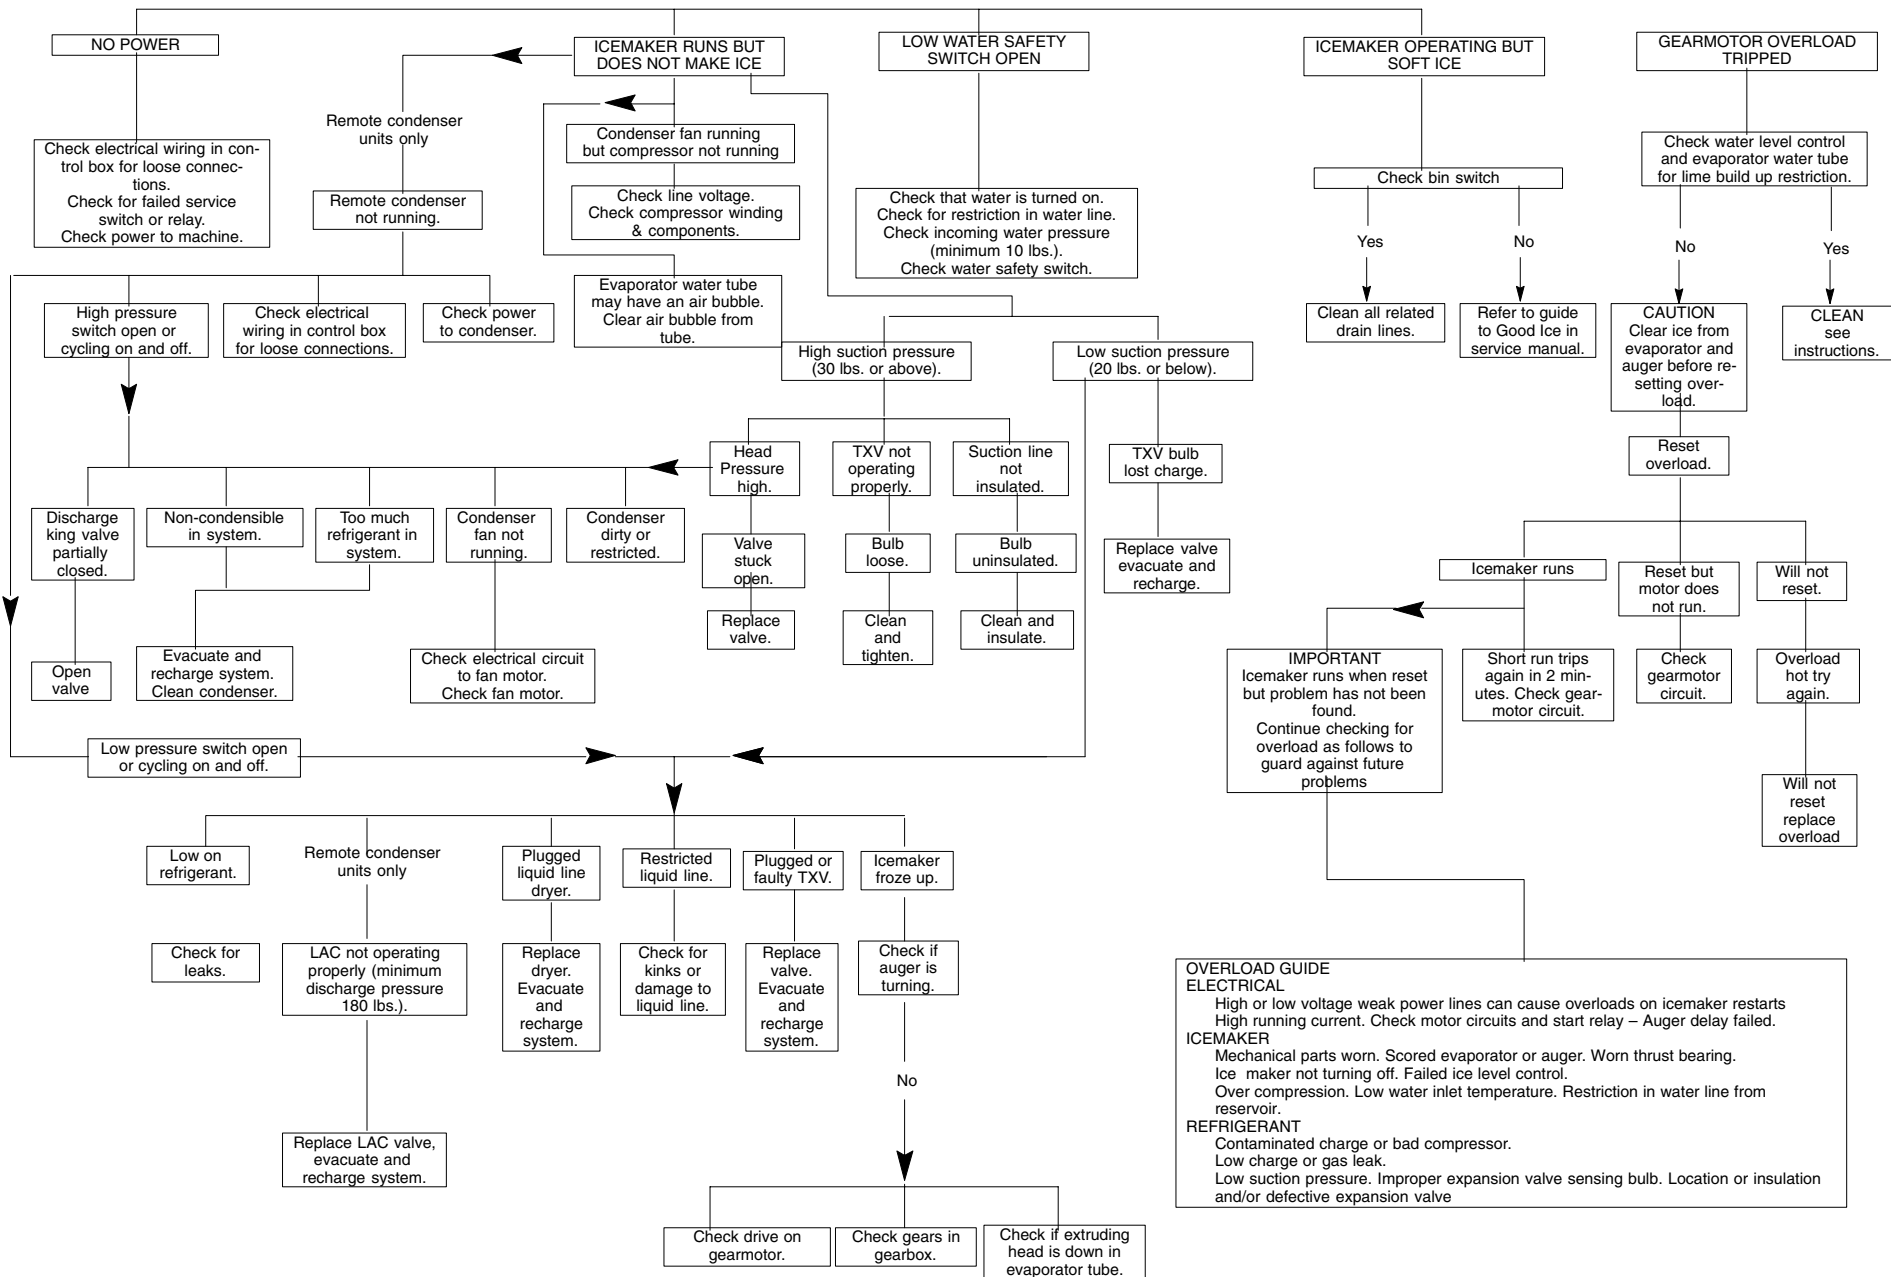 NO POWER
ICEMAKER RUNS BUT
DOES NOT MAKE ICE
LOW WATER SAFETY
SWITCH OPEN
ICEMAKER OPERATING BUT
SOFT ICE
GEARMOTOR OVERLOAD
TRIPPED
Check electrical wiring in con-
trol box for loose connec-
tions.
Check for failed service
switch or relay.
Check power to machine.
Remote condenser
units only
Remote condenser
not running.
Condenser fan running
but compressor not running
Check line voltage.
Check compressor winding
& components.
Evaporator water tube
may have an air bubble.
Clear air bubble from
tube.
Check that water is turned on.
Check for restriction in water line.
Check incoming water pressure
(minimum 10 lbs.).
Check water safety switch.
Check bin switch
Yes
No
Clean all related
drain lines.
Refer to guide
to Good Ice in
service manual.
Check water level control
and evaporator water tube
for lime build up restriction.
No
Yes
CAUTION
Clear ice from
evaporator and
auger before re-
setting over-
load.
CLEAN
see
instructions.
High pressure
switch open or
cycling on and off.
Check electrical
wiring in control box
for loose connections.
Check power
to condenser.
High suction pressure
(30 lbs. or above).
Low suction pressure
(20 lbs. or below).
Head
Pressure
high.
TXV not
operating
properly.
Suction line
not
insulated.
TXV bulb
lost charge.
Reset
overload.
Discharge
king valve
partially
closed.
Non-condensible
in system.
Too much
refrigerant in
system.
Condenser
fan not
running.
Condenser
dirty or
restricted.
Valve
stuck
open.
Bulb
loose.
Bulb
uninsulated.
Replace valve
evacuate and
recharge.
Replace
valve.
Clean
and
tighten.
Clean and
insulate.
Open
valve
Evacuate and
recharge system.
Clean condenser.
Check electrical circuit
to fan motor.
Check fan motor.
Icemaker runs
Reset but
motor does
not run.
Will not
reset.
IMPORTANT
Icemaker runs when reset
but problem has not been
found.
Continue checking for
overload as follows to
guard against future
problems
Short run trips
again in 2 min-
utes. Check gear-
motor circuit.
Check
gearmotor
circuit.
Overload
hot try
again.
Will not
reset
replace
overload
Low pressure switch open
or cycling on and off.
Low on
refrigerant.
Remote condenser
units only
Plugged
liquid line
dryer.
Restricted
liquid line.
Plugged or
faulty TXV.
Icemaker
froze up.
Check for
leaks.
LAC not operating
properly (minimum
discharge pressure
180 lbs.).
Replace
dryer.
Evacuate
and
recharge
system.
Check for
kinks or
damage to
liquid line.
Replace
valve.
Evacuate
and
recharge
system.
Check if
auger is
turning.
No
Replace LAC valve,
evacuate and
recharge system.
Check drive on
gearmotor.
Check gears in
gearbox.
Check if extruding
head is down in
evaporator tube.
OVERLOAD GUIDE
ELECTRICAL
High or low voltage weak power lines can cause overloads on icemaker restarts
High running current. Check motor circuits and start relay – Auger delay failed.
ICEMAKER
Mechanical parts worn. Scored evaporator or auger. Worn thrust bearing.
Ice maker not turning off. Failed ice level control.
Over compression. Low water inlet temperature. Restriction in water line from
reservoir.
REFRIGERANT
Contaminated charge or bad compressor.
Low charge or gas leak.
Low suction pressure. Improper expansion valve sensing bulb. Location or insulation
and/or defective expansion valve